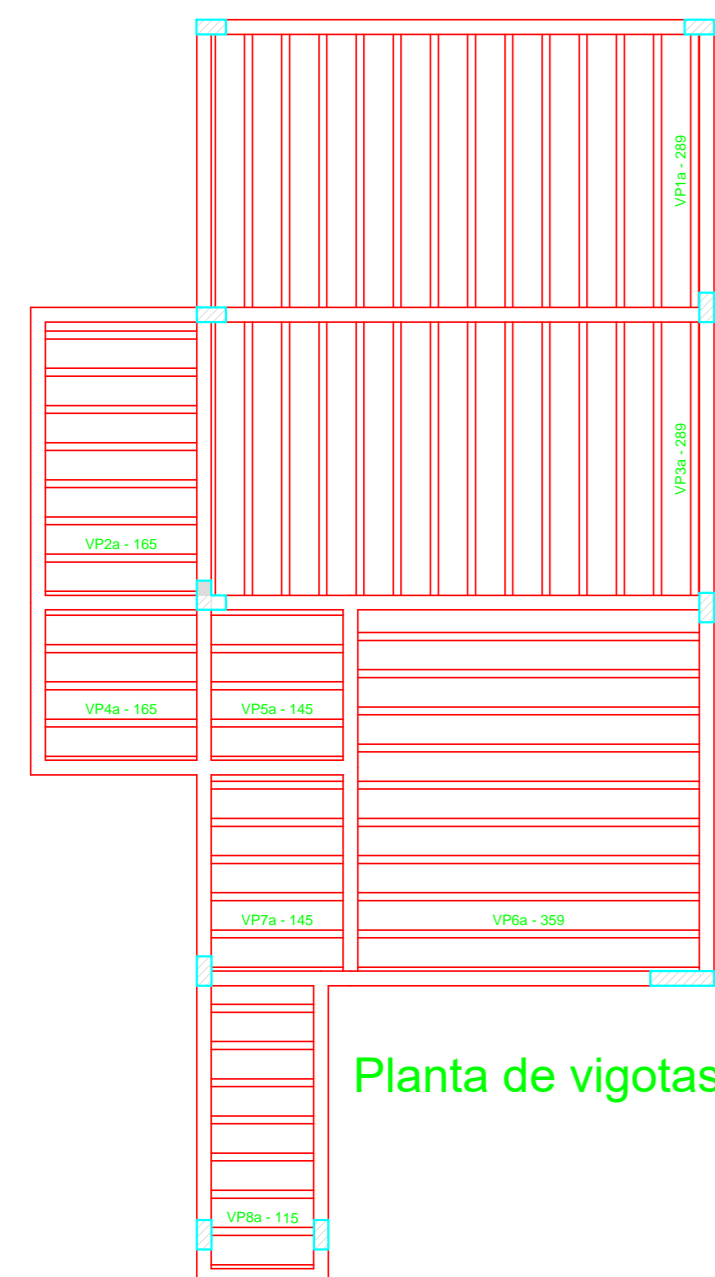 VP1a - 289
VP3a - 289
VP2a - 165
VP4a - 165
VP5a - 145
VP7a - 145
VP6a - 359
Planta de vigotas
VP8a - 115